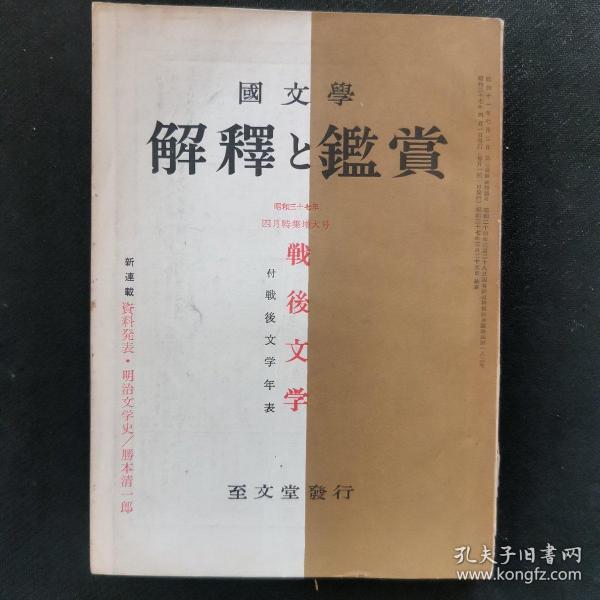 國文學
解釋と鑑賞
昭和三十七年
四月特集増大号
戦後文学
付戦後文学年表
新連載 資料発表・明治文学史／勝本清一郎
至文堂發行
孔夫子旧书网
www.kongfz.com